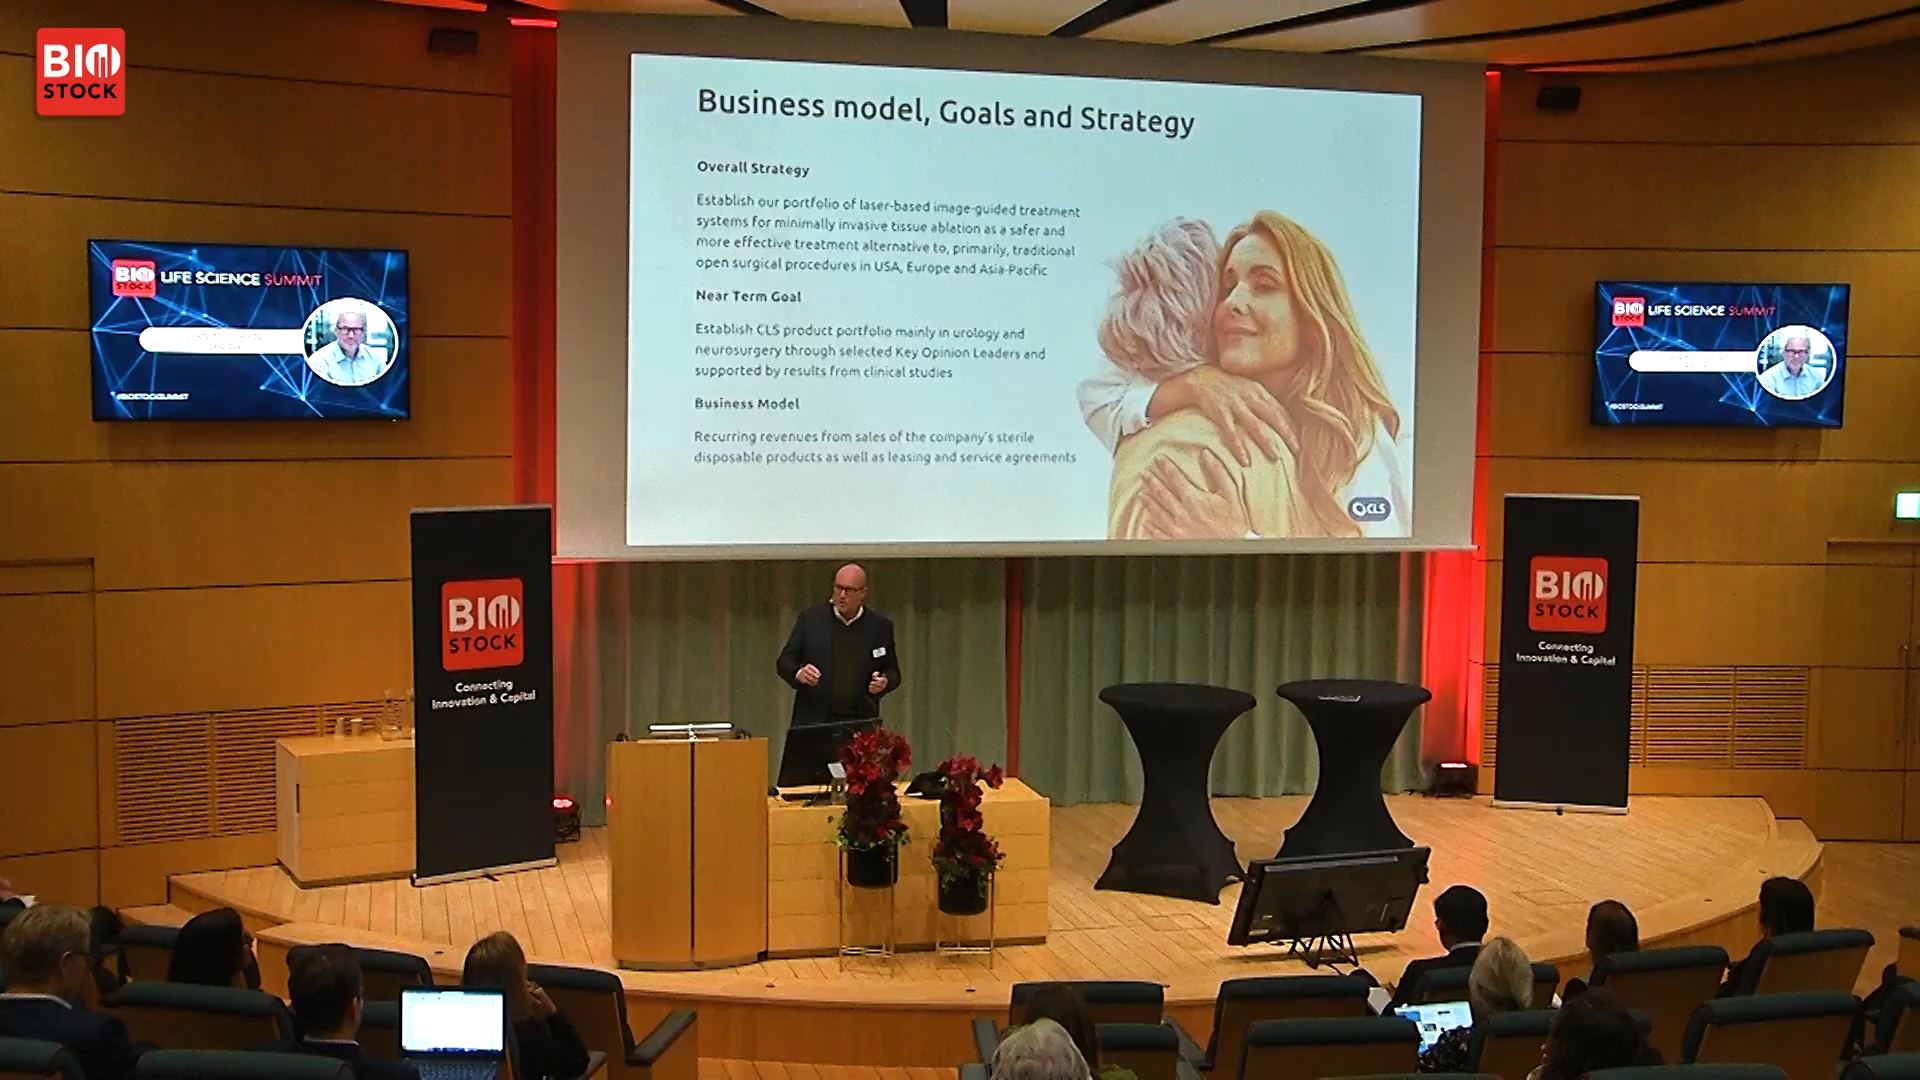 BIO
STOCK
Business model, Goals and Strategy
Overall Strategy
Establish our portfolio of laser-based image-guided treatment
systems for minimally invasive tissue ablation as a safer and
more effective treatment alternative to, primarily, traditional
open surgical procedures in USA, Europe and Asia-Pacific
Near Term Goal
Establish CLS product portfolio mainly in urology and
neurosurgery through selected Key Opinion Leaders and
supported by results from clinical studies
Business Model
Recurring revenues from sales of the company's sterile
disposable products as well as leasing and service agreements
CLS
BIO
STOCK
LIFE SCIENCE SUMMIT
#BIOSTOCKSUMMIT
BIO
STOCK
LIFE SCIENCE SUMMIT
#BIOSTOCKSUMMIT
BIO
STOCK
Connecting
Innovation & Capital
BIO
STOCK
Connecting
Innovation & Capital